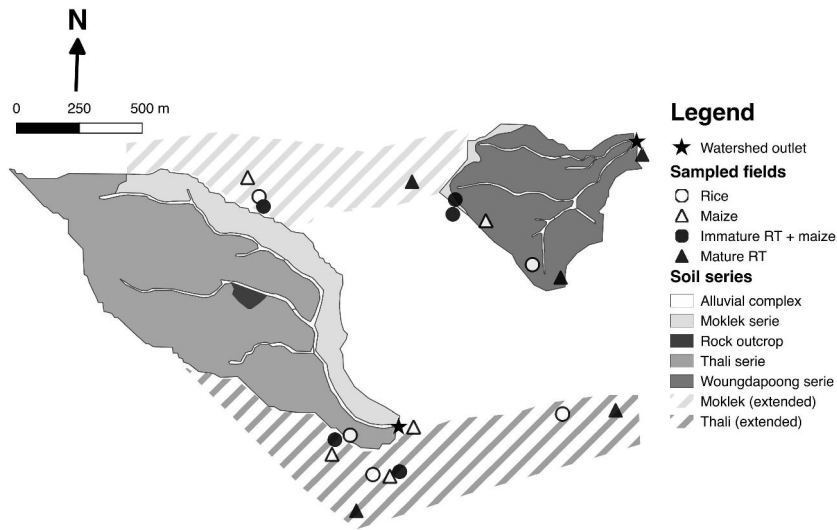 N
0 250 500 m
Legend
Watershed outlet
Sampled fields
Rice
Maize
Immature RT + maize
Mature RT
Soil series
Alluvial complex
Moklek serie
Rock outcrop
Thali serie
Woungdapoong serie
Moklek (extended)
Thali (extended)